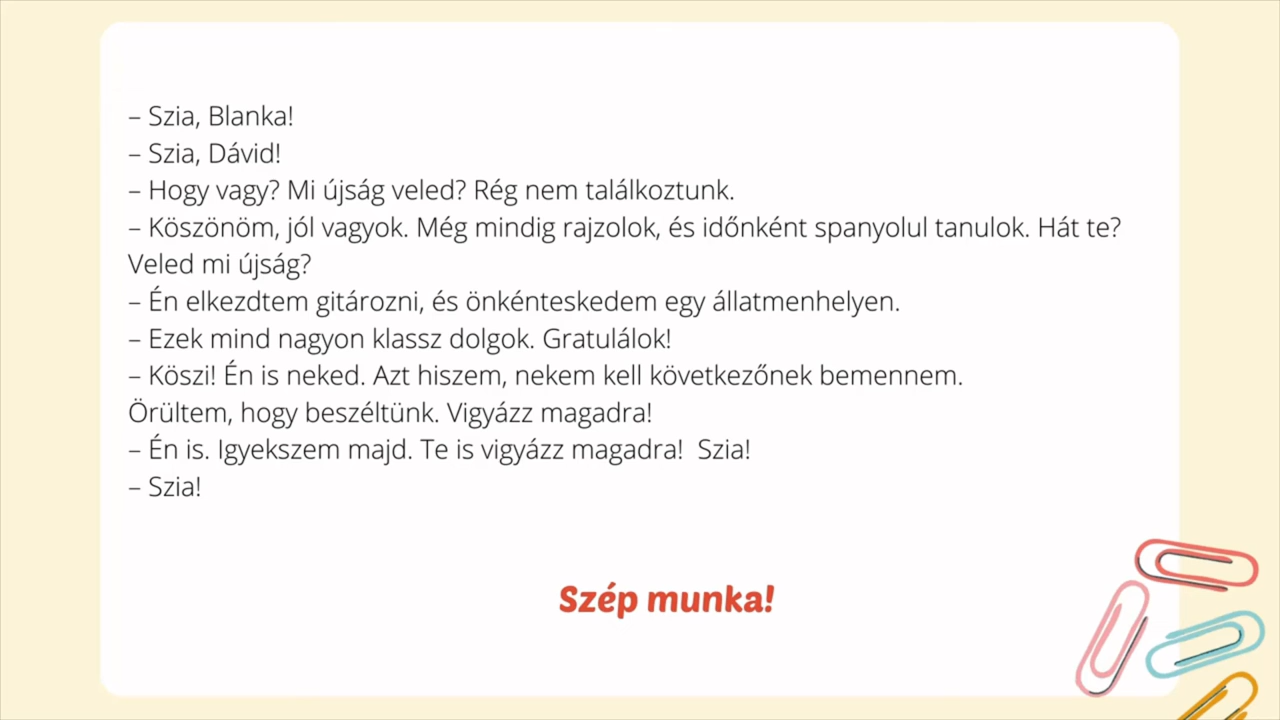 – Szia, Blanka!
– Szia, Dávid!
– Hogy vagy? Mi újság veled? Rég nem találkoztunk.
– Köszönöm, jól vagyok. Még mindig rajzolok, és időnként spanyolul tanulok. Hát te?
Veled mi újság?
– Én elkezdtem gitározni, és önkénteskedem egy állatmenhelyen.
– Ezek mind nagyon klassz dolgok. Gratulálok!
– Köszi! Én is neked. Azt hiszem, nekem kell következőnek bemennem.
Örültem, hogy beszéltünk. Vigyázz magadra!
– Én is. Igyekszem majd. Te is vigyázz magadra!  Szia!
– Szia!
Szép munka!